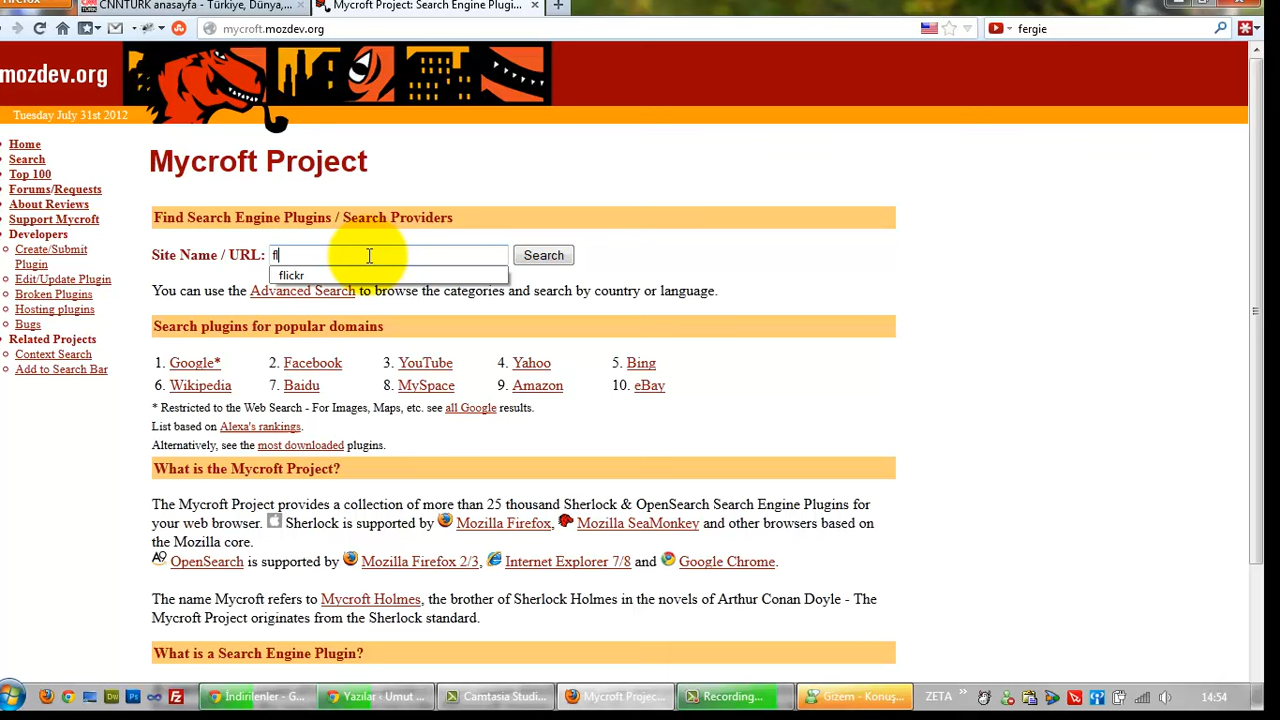 Firefox
CNNTÜRK anasayfa - Türkiye, Dünya,...
Mycroft Project: Search Engine Plugi...
mycroft.mozdev.org
fergie
mozdev.org
Tuesday July 31st 2012
Home
Search
Top 100
Forums/Requests
About Reviews
Support Mycroft
Developers
Create/Submit
Plugin
Edit/Update Plugin
Broken Plugins
Hosting plugins
Bugs
Related Projects
Context Search
Add to Search Bar
Mycroft Project
Find Search Engine Plugins / Search Providers
Site Name / URL: fl Search
flickr
You can use the Advanced Search to browse the categories and search by country or language.
Search plugins for popular domains
1. Google* 2. Facebook 3. YouTube 4. Yahoo 5. Bing
6. Wikipedia 7. Baidu 8. MySpace 9. Amazon 10. eBay
* Restricted to the Web Search - For Images, Maps, etc. see all Google results.
List based on Alexa's rankings.
Alternatively, see the most downloaded plugins.
What is the Mycroft Project?
The Mycroft Project provides a collection of more than 25 thousand Sherlock & OpenSearch Search Engine Plugins for
your web browser. Sherlock is supported by Mozilla Firefox, Mozilla SeaMonkey and other browsers based on
the Mozilla core.
OpenSearch is supported by Mozilla Firefox 2/3, Internet Explorer 7/8 and Google Chrome.
The name Mycroft refers to Mycroft Holmes, the brother of Sherlock Holmes in the novels of Arthur Conan Doyle - The
Mycroft Project originates from the Sherlock standard.
What is a Search Engine Plugin?
İndirilenler - G... Yazılar ‹ Umut ... Camtasia Studi... Mycroft Projec... Recording... Gizem - Konuş... ZETA » 14:54